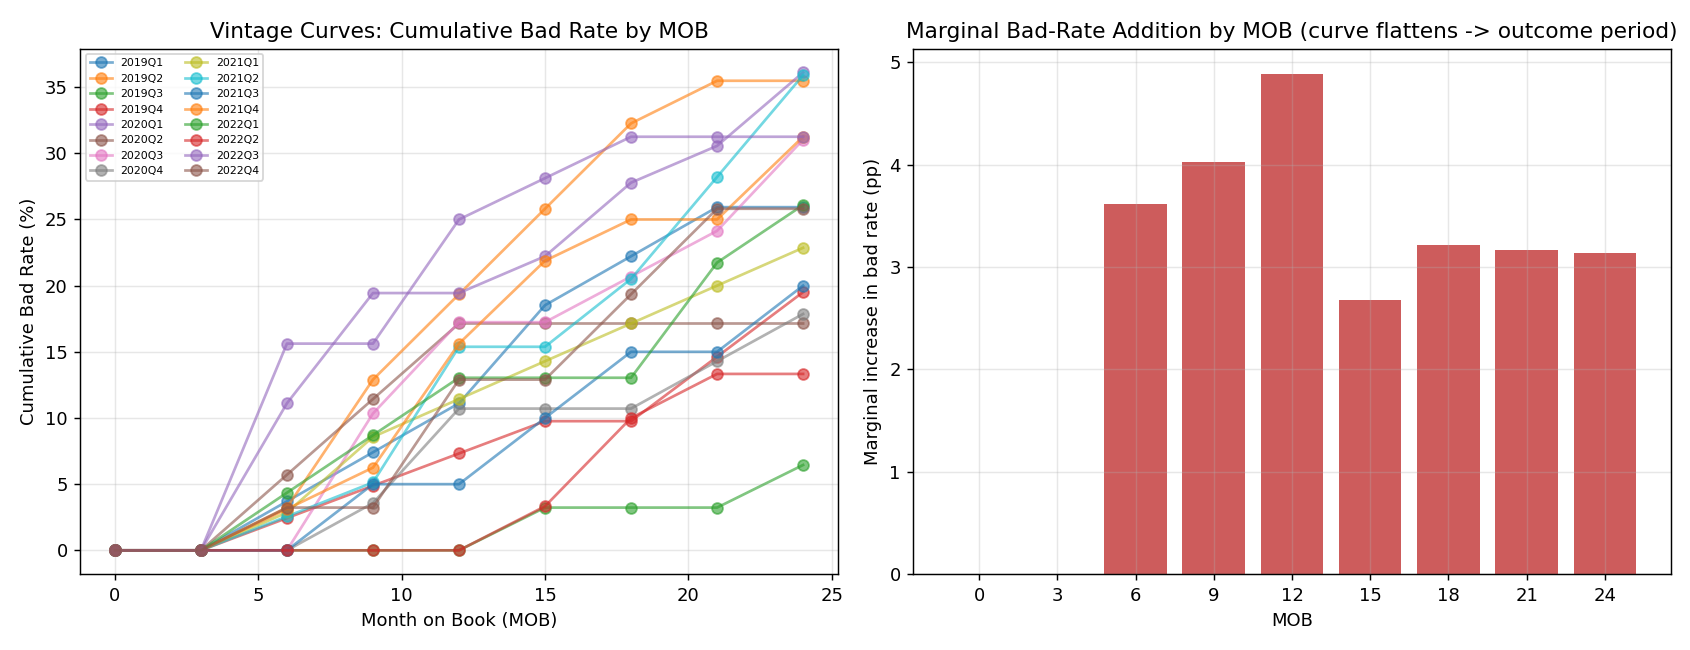 Vintage Curves: Cumulative Bad Rate by MOB
Cumulative Bad Rate (%)
35
30
25
20
15
10
5
0
2019Q1
2019Q2
2019Q3
2019Q4
2020Q1
2020Q2
2020Q3
2020Q4
2021Q1
2021Q2
2021Q3
2021Q4
2022Q1
2022Q2
2022Q3
2022Q4
0 5 10 15 20 25
Month on Book (MOB)
Marginal Bad-Rate Addition by MOB (curve flattens -> outcome period)
Marginal increase in bad rate (pp)
5
4
3
2
1
0
0 3 6 9 12 15 18 21 24
MOB